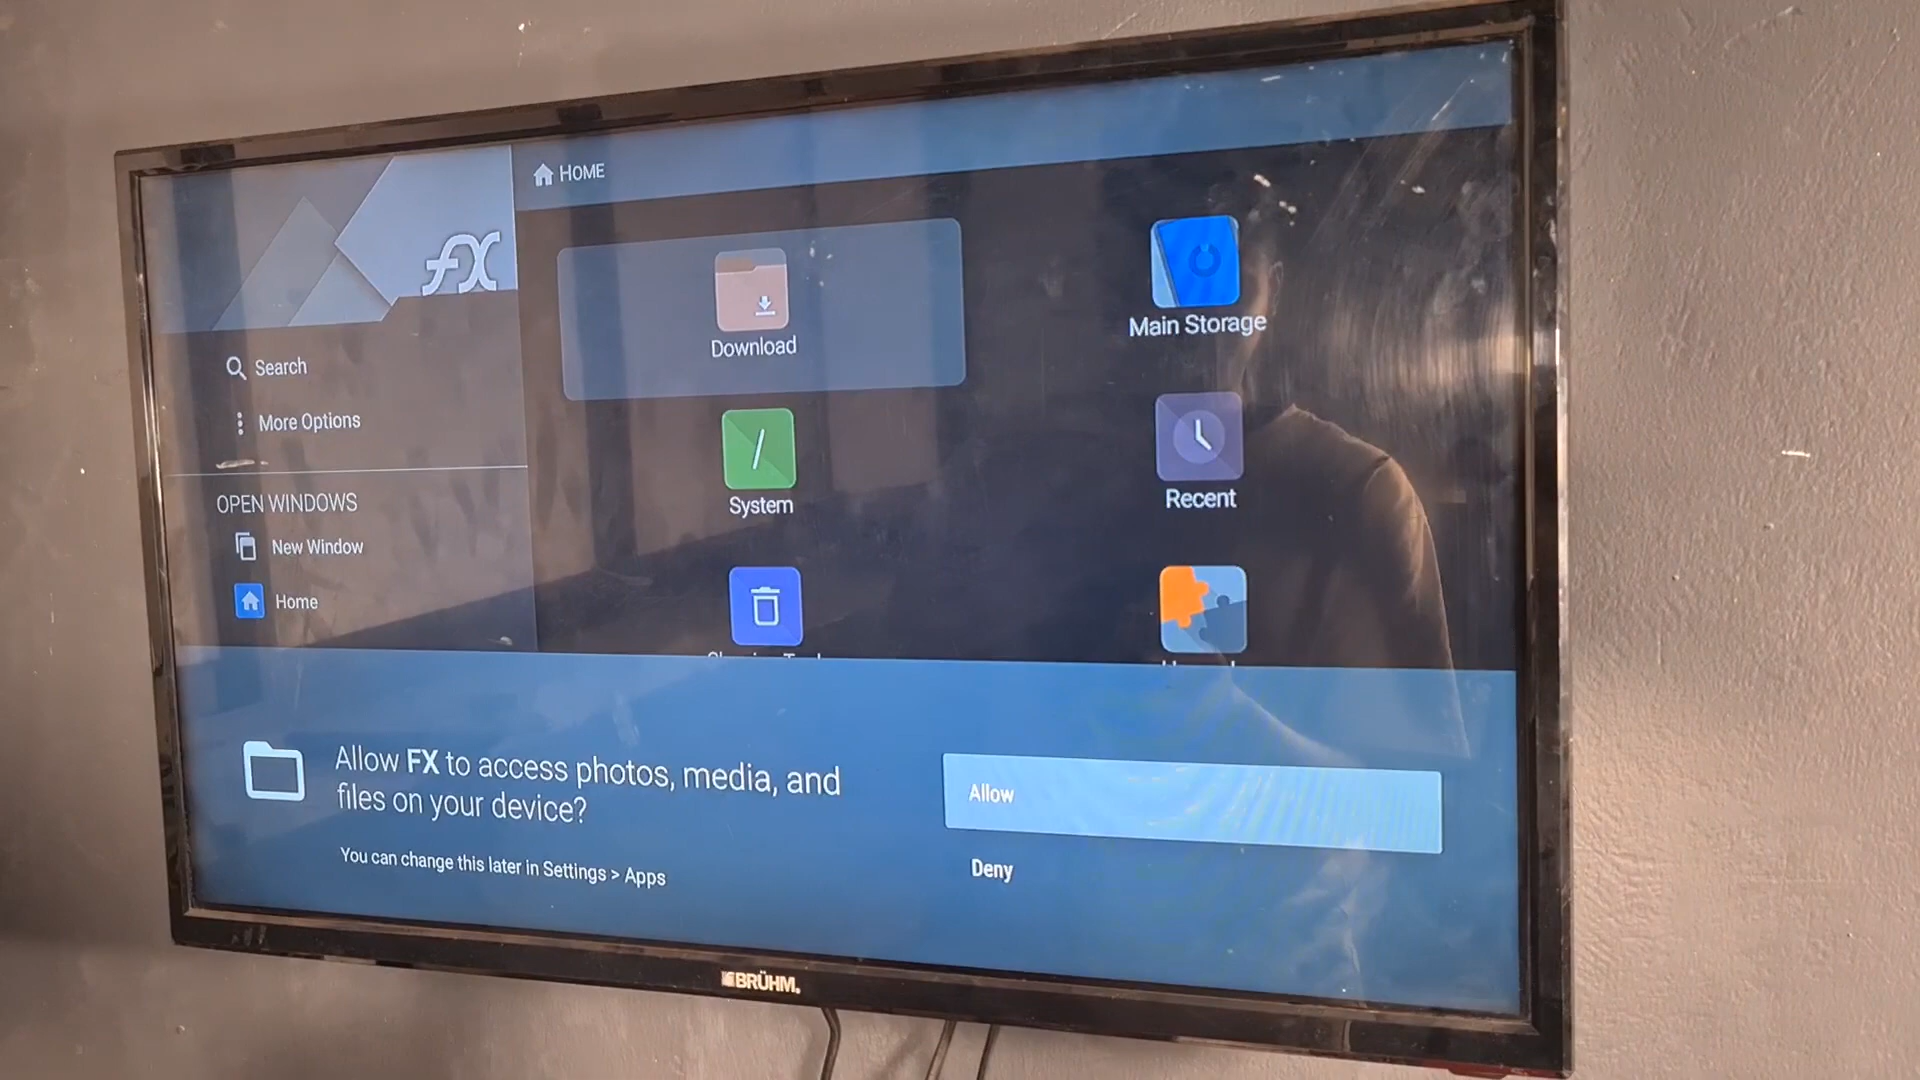 FX
HOME
Search
More Options
OPEN WINDOWS
New Window
Home
Download
Main Storage
System
Recent
Allow FX to access photos, media, and
files on your device?
You can change this later in Settings > Apps
Allow
Deny
BRÜHM.